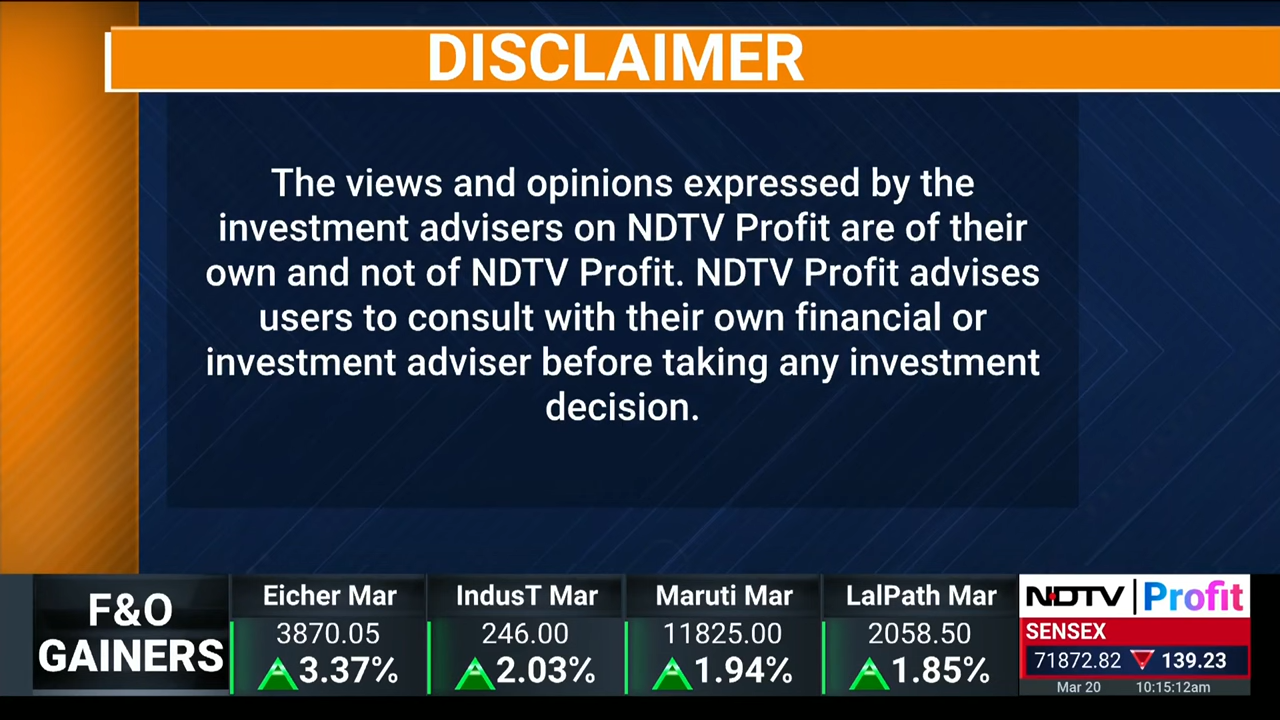 DISCLAIMER
The views and opinions expressed by the
investment advisers on NDTV Profit are of their
own and not of NDTV Profit. NDTV Profit advises
users to consult with their own financial or
investment adviser before taking any investment
decision.
F&O
GAINERS
Eicher Mar
3870.05
3.37%
IndusT Mar
246.00
2.03%
Maruti Mar
11825.00
1.94%
LalPath Mar
2058.50
1.85%
NDTV Profit
SENSEX
71872.82 139.23
Mar 20 10:15:12am